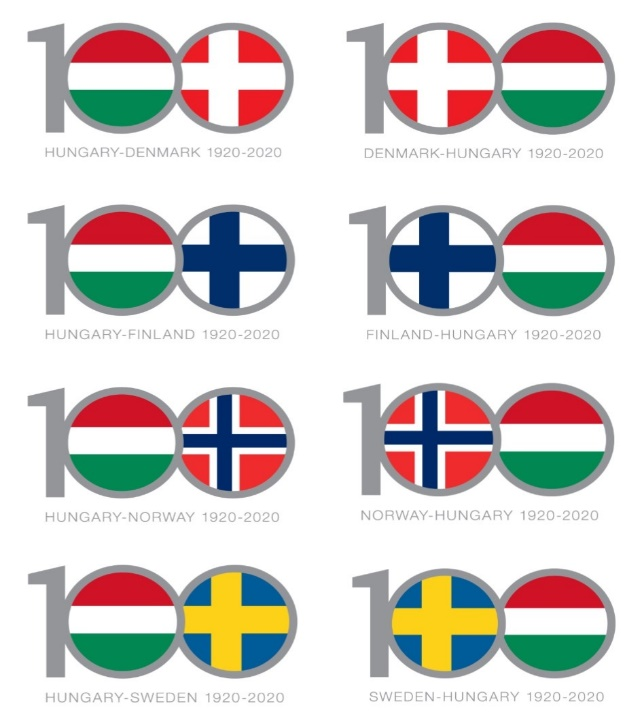 100 100
HUNGARY-DENMARK 1920-2020 DENMARK-HUNGARY 1920-2020
100 100
HUNGARY-FINLAND 1920-2020 FINLAND-HUNGARY 1920-2020
100 100
HUNGARY-NORWAY 1920-2020 NORWAY-HUNGARY 1920-2020
100 100
HUNGARY-SWEDEN 1920-2020 SWEDEN-HUNGARY 1920-2020